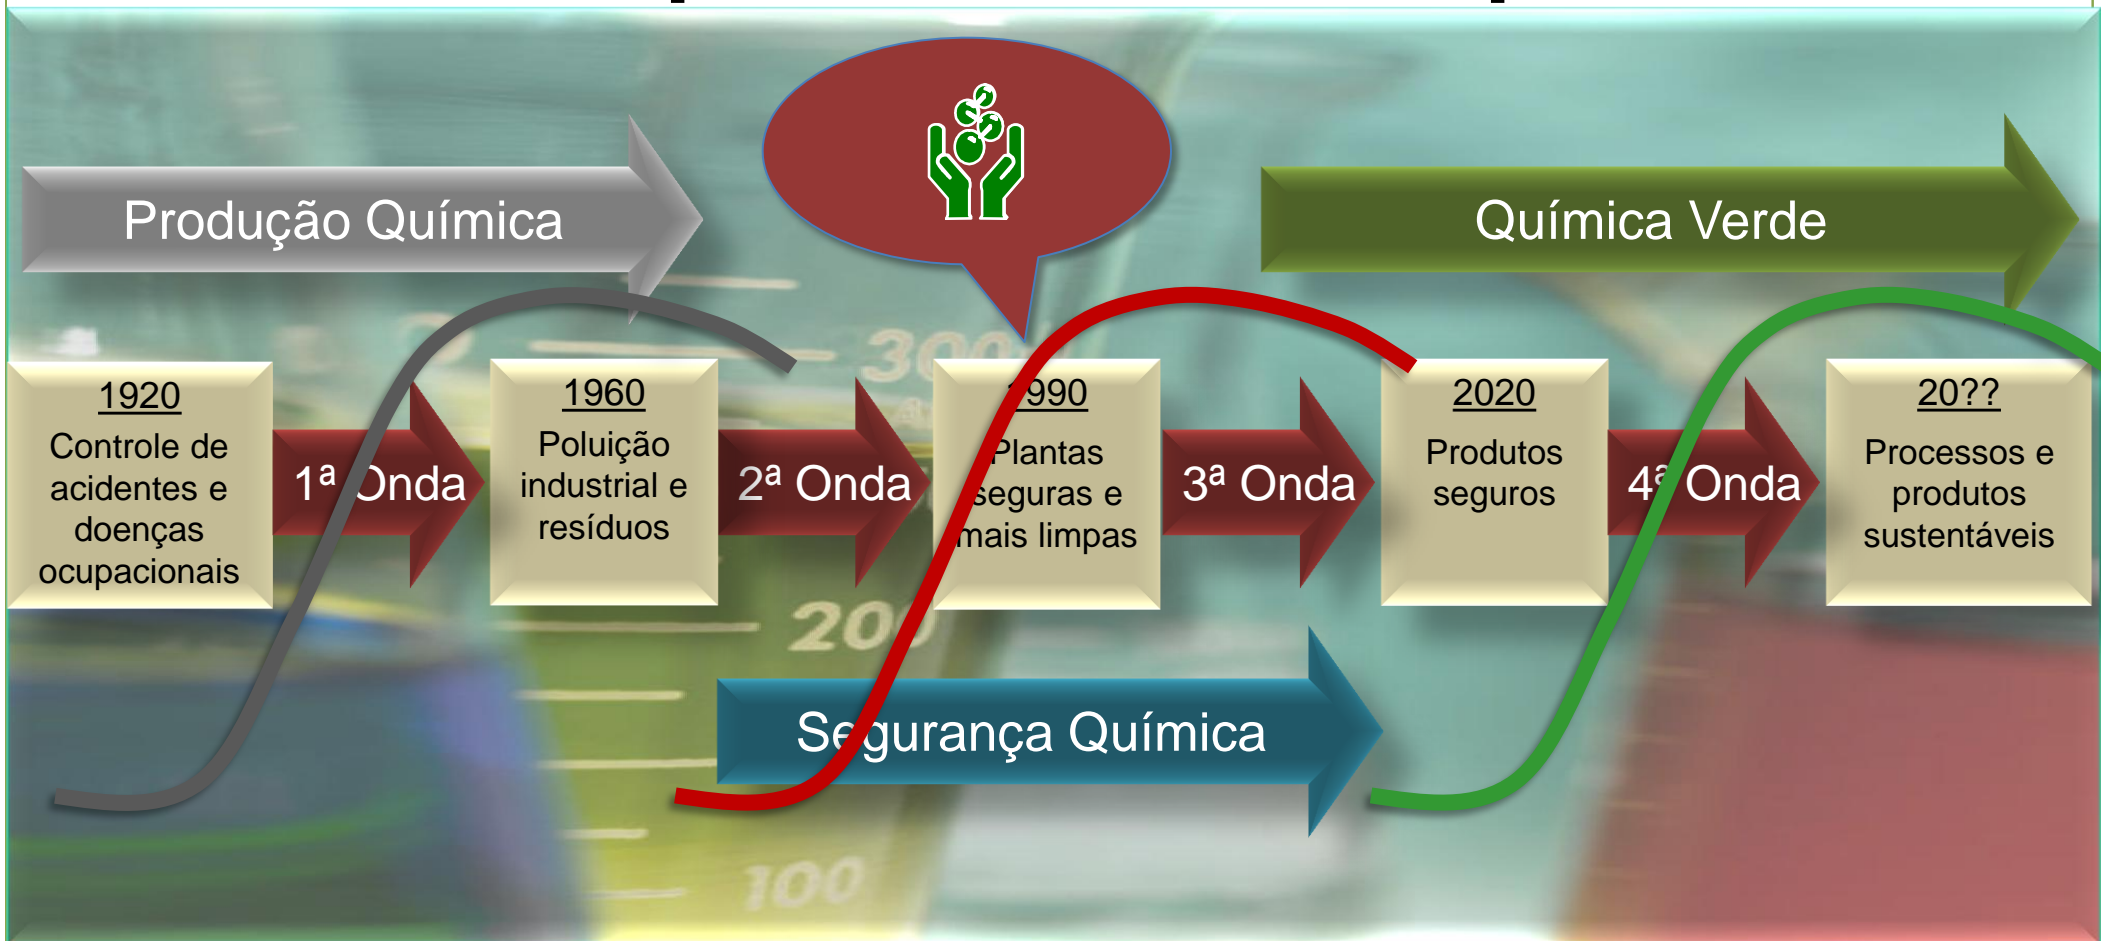 Produção Química
Química Verde
1920
Controle de
acidentes e
doenças
ocupacionais
1ª Onda
1960
Poluição
industrial e
resíduos
2ª Onda
1990
Plantas
seguras e
mais limpas
3ª Onda
2020
Produtos
seguros
4ª Onda
20??
Processos e
produtos
sustentáveis
Segurança Química
300
200
100